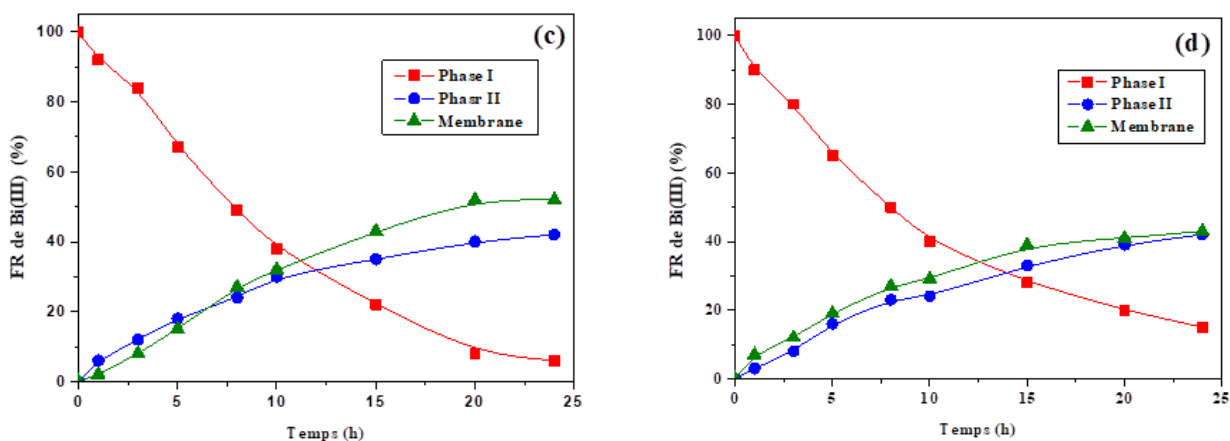 (c)
Phase I
Phasr II
Membrane
FR de Bi(III) (%)
100
80
60
40
20
0
0 5 10 15 20 25
Temps (h)
(d)
Phase I
Phase II
Membrane
FR de Bi(III) (%)
100
80
60
40
20
0
0 5 10 15 20 25
Temps (h)